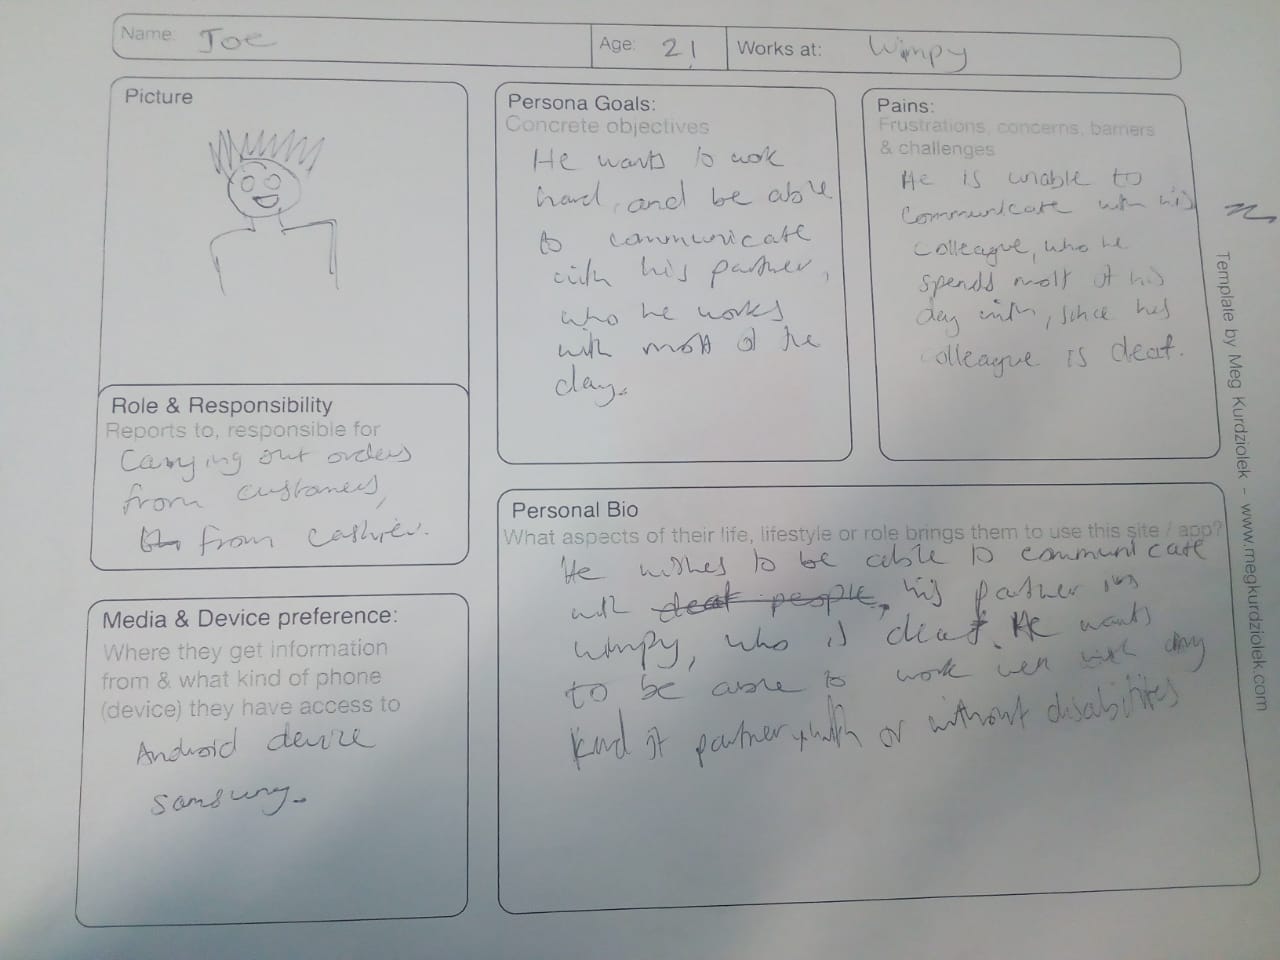 Name: Joe
Age: 21
Works at: Wimpy
Picture
Persona Goals:
Concrete objectives
He wants to work
hard, and be able
to communicate
with his partner,
who he works
with most of the
day.
Pains:
Frustrations, concerns, barriers
& challenges
He is unable to
communicate with his
colleague, who he
spends most of his
day with, since his
colleague is deaf.
Role & Responsibility
Reports to, responsible for
Carrying out orders
from customers,
from cashier.
Media & Device preference:
Where they get information
from & what kind of phone
(device) they have access to
Android device
Samsung.
Personal Bio
What aspects of their life, lifestyle or role brings them to use this site / app?
He wishes to be able to communicate
with deaf people, his partner in
wimpy, who is deaf. He wants
to be able to work well with any
kind of partner, with or without disabilities
Template by Meg Kurdziolek - www.megkurdziolek.com